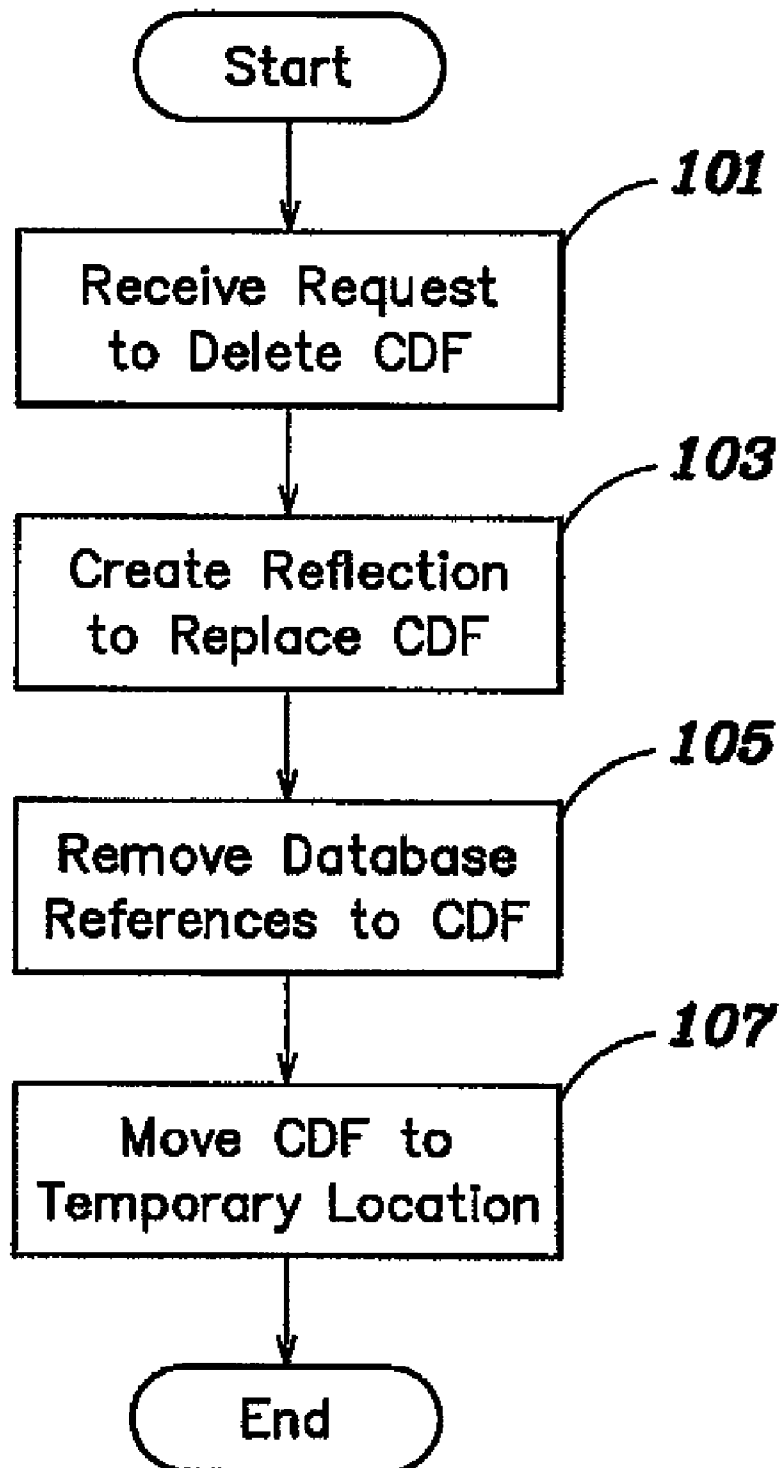 Start
101
Receive Request
to Delete CDF
103
Create Reflection
to Replace CDF
105
Remove Database
References to CDF
107
Move CDF to
Temporary Location
End